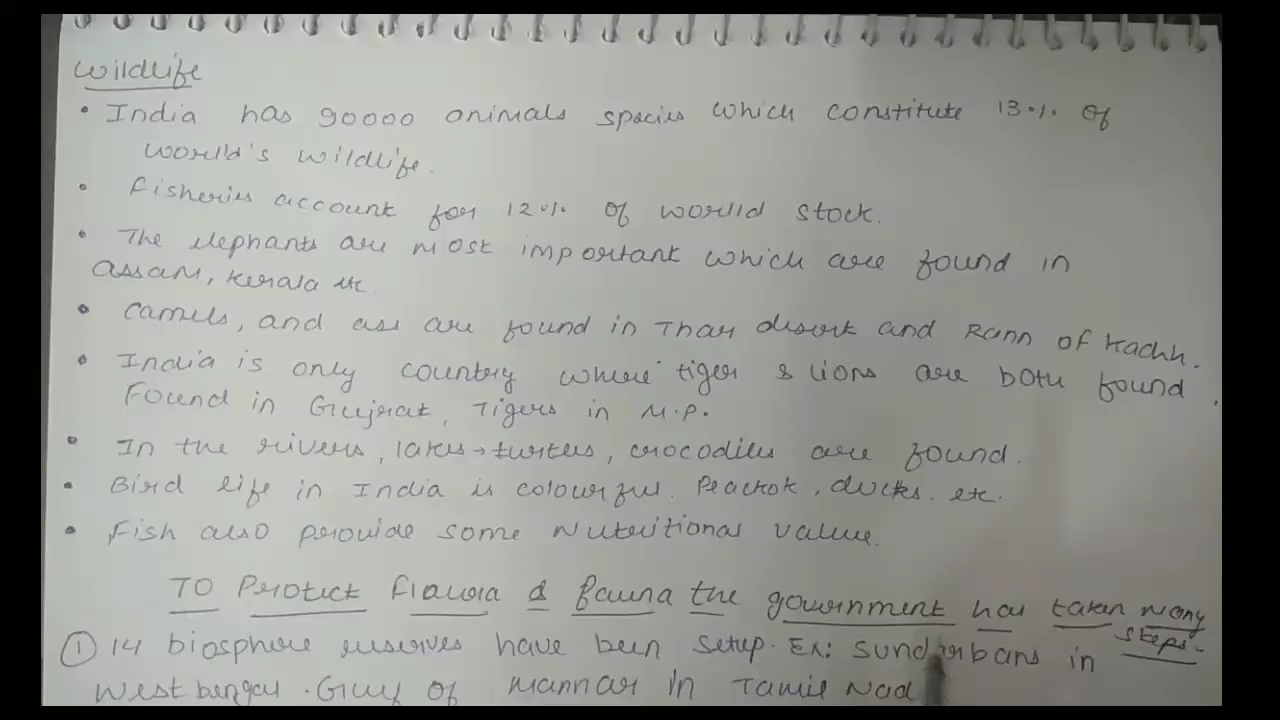 Wildlife
• India has 90000 animals species which constitute 13% of
World's wildlife.
• Fisheries account for 12% of world stock.
• The elephants are most important which are found in
Assam, Kerala etc.
• Camels, and ass are found in Thar desert and Rann of Kachh.
• India is only country where tiger & lions are both found.
Found in Gujrat, Tigers in M.P.
• In the rivers, lakes → turtles, crocodiles are found.
• Bird life in India is colourful. Peackok, ducks. etc.
• Fish also provide some Nutritional value.
TO Protect Flaura & fauna the government has taken many
steps.
① 14 biosphere reserves have been setup. Ex: Sundarbans in
West bengal. Gulf of mannar in Tamil Nad